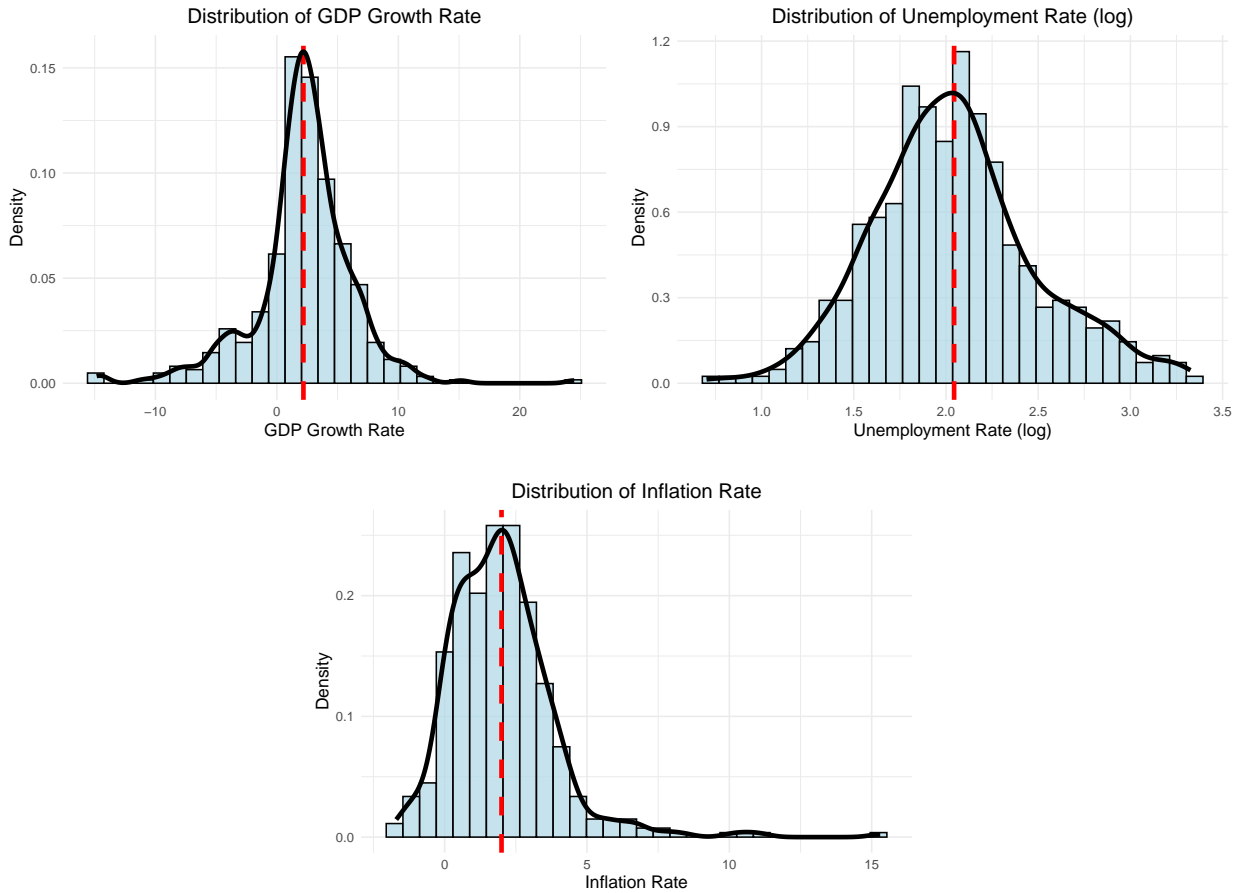 Distribution of GDP Growth Rate
0.15
0.10
0.05
0.00
Density
−10
0
10
20
GDP Growth Rate
Distribution of Unemployment Rate (log)
1.2
0.9
0.6
0.3
0.0
Density
1.0
1.5
2.0
2.5
3.0
3.5
Unemployment Rate (log)
Distribution of Inflation Rate
0.2
0.1
0.0
Density
0
5
10
15
Inflation Rate